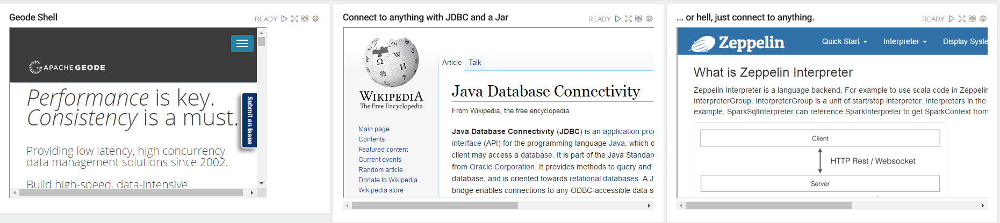 Geode Shell
READY
APACHE GEODE
Performance is key.
Consistency is a must.
Submit an Issue
Providing low latency, high concurrency
data management solutions since 2002.
Build high-speed, data-intensive
Connect to anything with JDBC and a Jar
READY
Ω W И 維 7
WIKIPEDIA
The Free Encyclopedia
Main page
Contents
Featured content
Current events
Random article
Donate to Wikipedia
Wikipedia store
Article Talk
Java Database Connectivity
From Wikipedia, the free encyclopedia
Java Database Connectivity (JDBC) is an application prog
interface (API) for the programming language Java, which d
client may access a database. It is part of the Java Standar
from Oracle Corporation. It provides methods to query and
database, and is oriented towards relational databases. A J
bridge enables connections to any ODBC-accessible data s
... or hell, just connect to anything.
READY
Zeppelin
Quick Start Interpreter Display Syste
What is Zeppelin Interpreter
Zeppelin Interpreter is a language backend. For example to use scala code in Zeppelin
InterpreterGroup. InterpreterGroup is a unit of start/stop interpreter. Interpreters in the
example, SparkSqlInterpreter can reference SparkInterpreter to get SparkContext from
Client
HTTP Rest / Websocket
Server